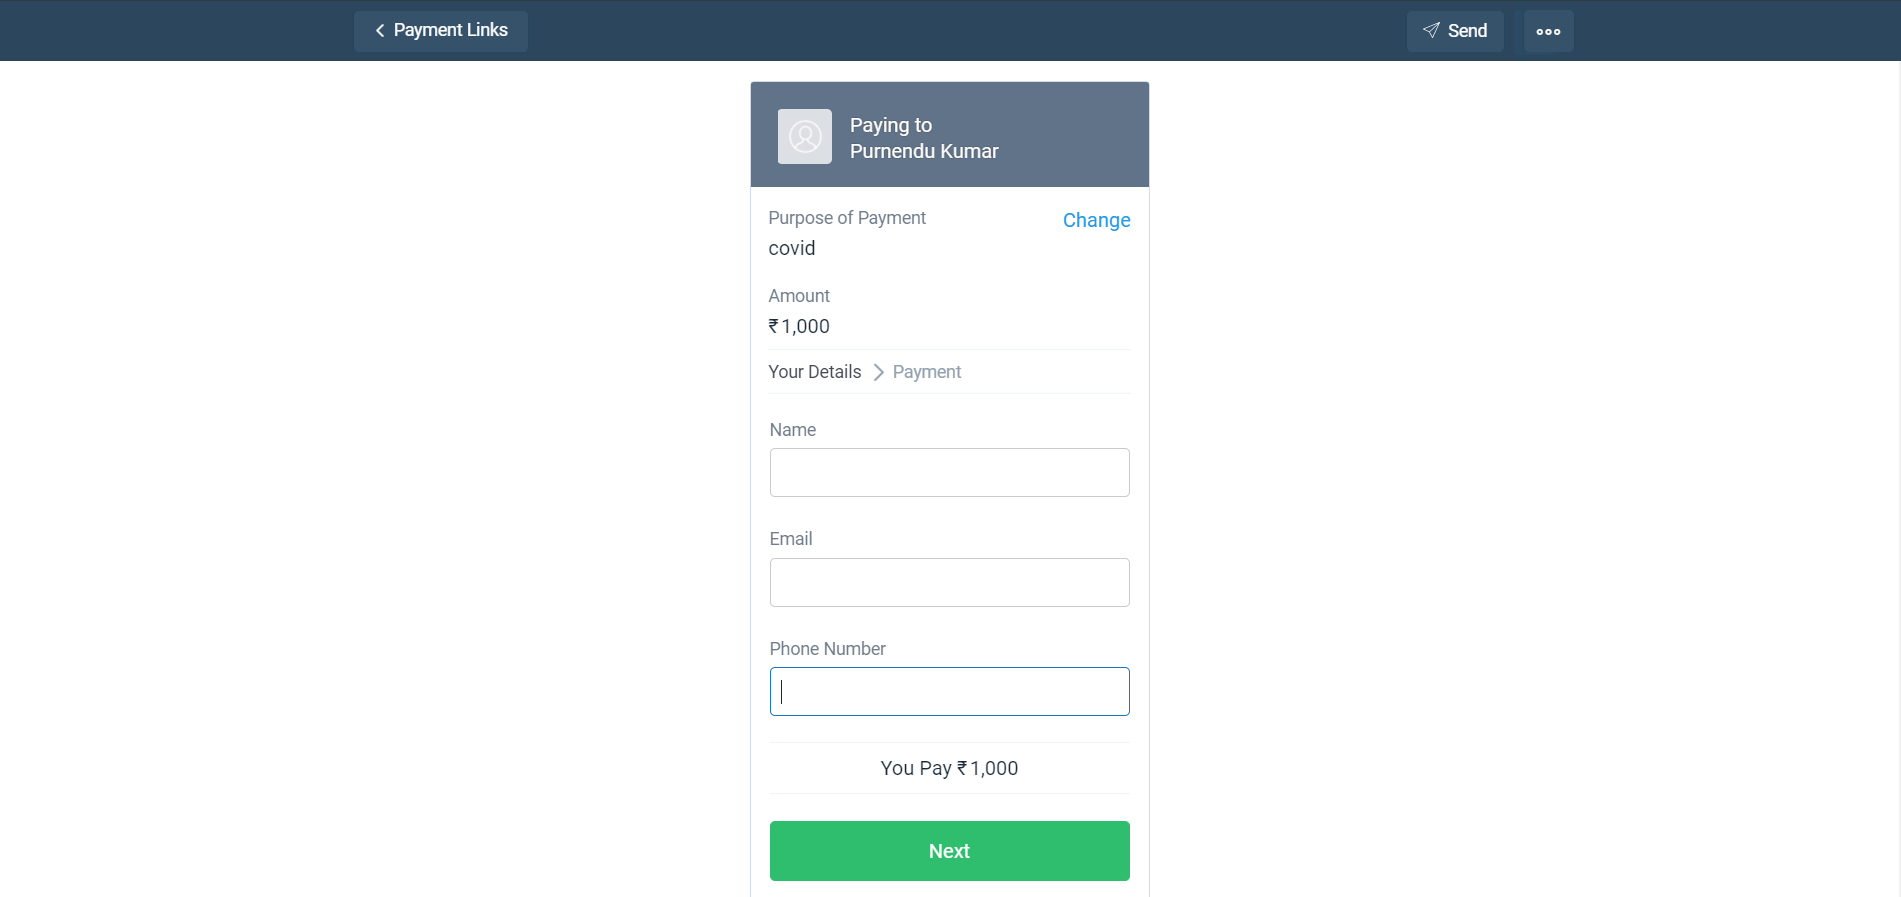 Payment Links
Send
Paying to
Purnendu Kumar
Purpose of Payment
Change
covid
Amount
₹1,000
Your Details
Payment
Name
Email
Phone Number
You Pay ₹1,000
Next